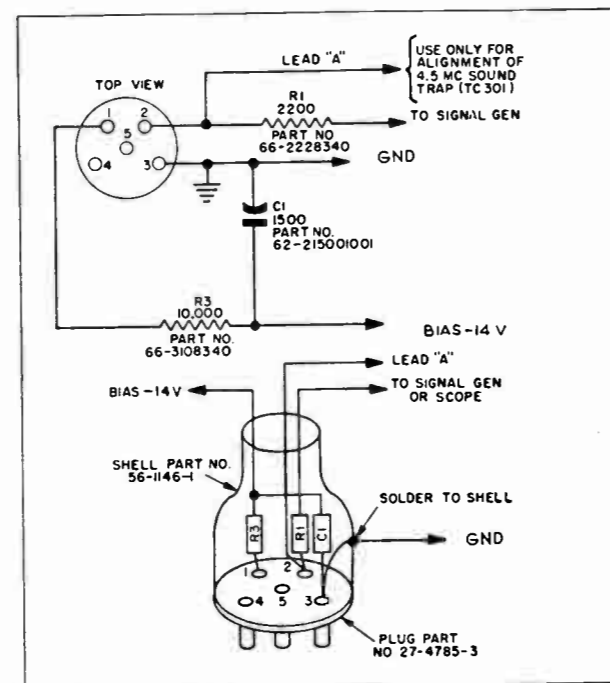 LEAD "A"
USE ONLY FOR
ALIGNMENT OF
4.5 MC SOUND
TRAP (TC 301)
TOP VIEW
R1
2200
PART NO
66-2228340
TO SIGNAL GEN
1
2
5
4
3
GND
C1
1500
PART NO.
62-215001001
R3
10,000
PART NO.
66-3108340
BIAS-14 V
LEAD "A"
BIAS-14V
TO SIGNAL GEN
OR SCOPE
SHELL PART NO.
56-1146-1
SOLDER TO SHELL
R3
R1
C1
GND
1
2
4
5
3
PLUG PART
NO 27-4785-3